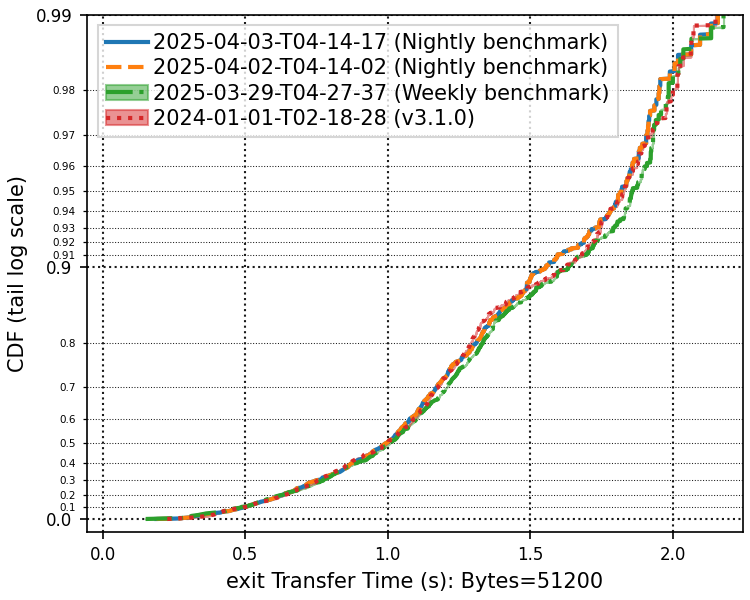 0.99
2025-04-03-T04-14-17 (Nightly benchmark)
2025-04-02-T04-14-02 (Nightly benchmark)
2025-03-29-T04-27-37 (Weekly benchmark)
2024-01-01-T02-18-28 (v3.1.0)
0.98
0.97
0.96
0.95
0.94
0.93
0.92
0.91
0.9
0.8
0.7
0.6
0.5
0.4
0.3
0.2
0.1
0.0
CDF (tail log scale)
0.0 0.5 1.0 1.5 2.0
exit Transfer Time (s): Bytes=51200